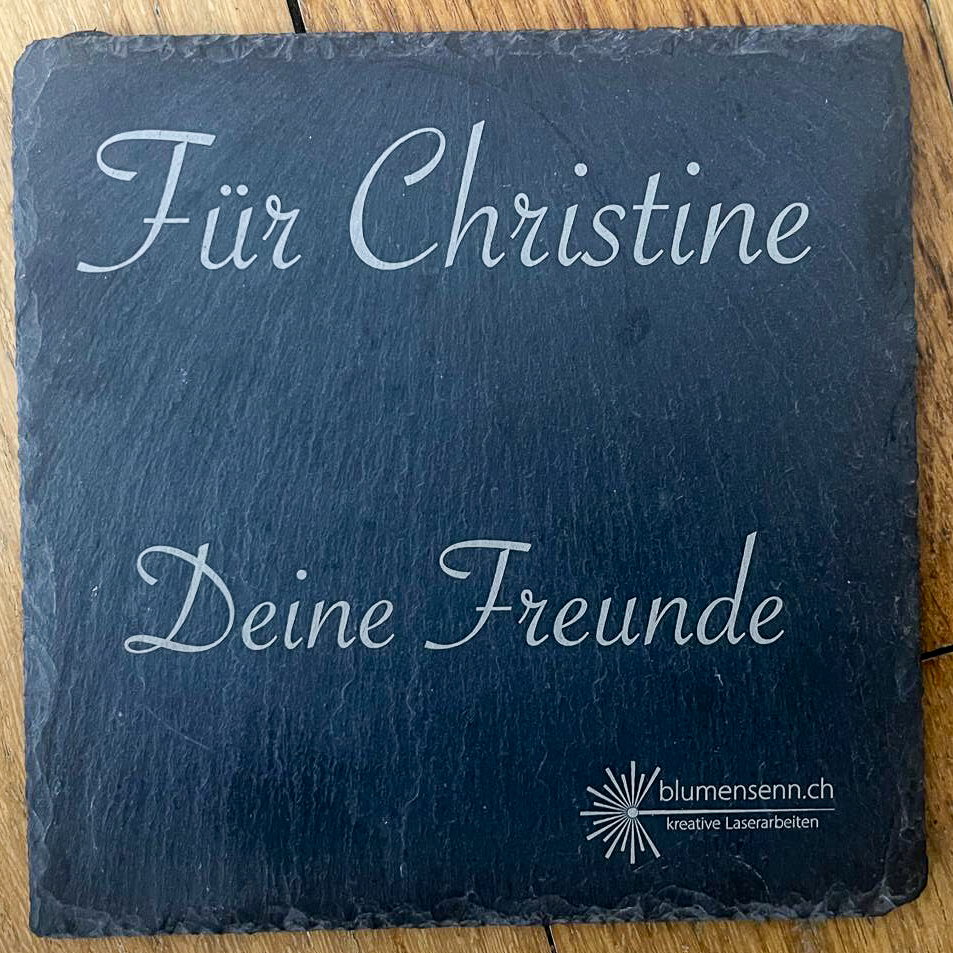 Für Christine
Deine Freunde
blumensenn.ch
kreative Laserarbeiten